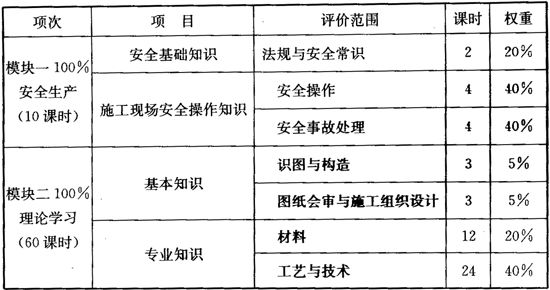 项次 项 目 评价范围 课时 权重
模块一 100%
安全生产
(10课时)
安全基础知识 法规与安全常识 2 20%
施工现场安全操作知识 安全操作 4 40%
安全事故处理 4 40%
模块二 100%
理论学习
(60课时)
基本知识 识图与构造 3 5%
图纸会审与施工组织设计 3 5%
专业知识 材料 12 20%
工艺与技术 24 40%